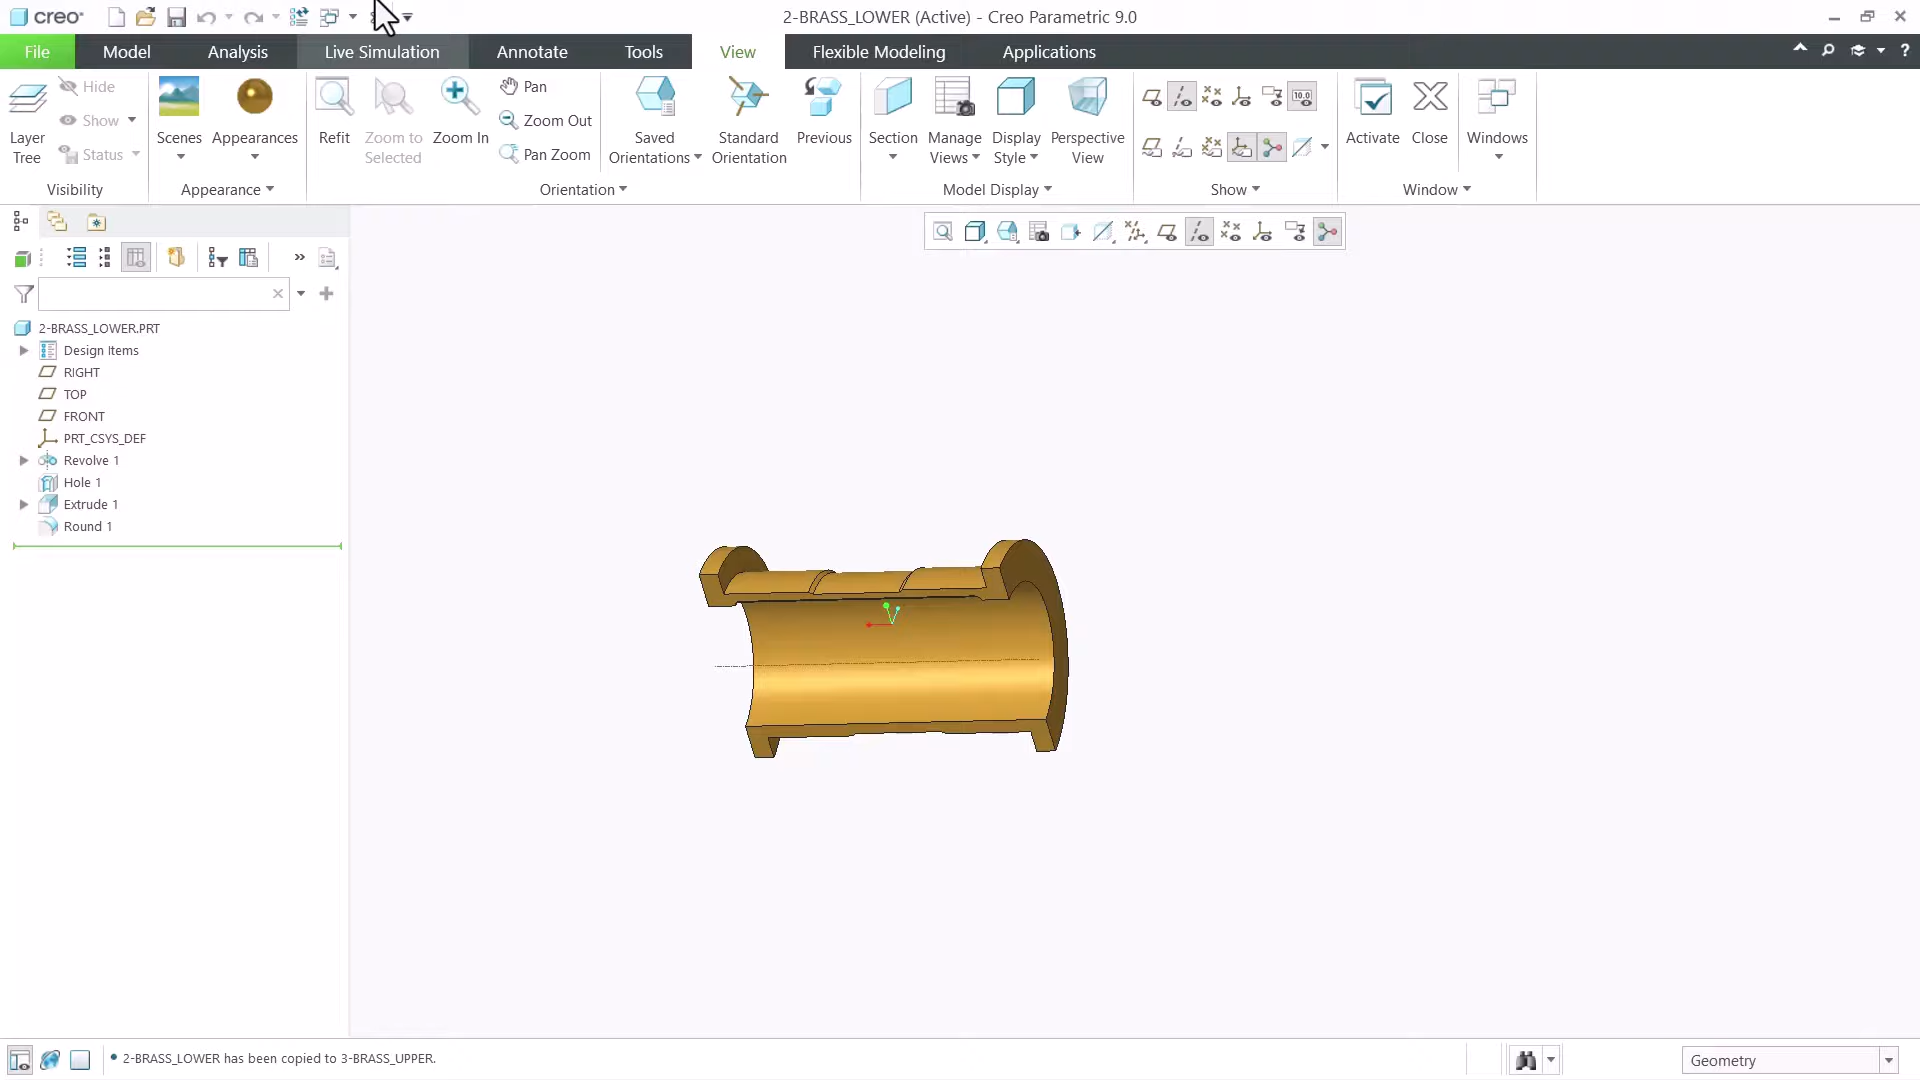 creo
2-BRASS_LOWER (Active) - Creo Parametric 9.0
File
Model
Analysis
Live Simulation
Annotate
Tools
View
Flexible Modeling
Applications
Layer
Tree
Hide
Show
Status
Visibility
Scenes
Appearances
Appearance
Refit
Zoom to
Selected
Zoom In
Pan
Zoom Out
Pan Zoom
Saved
Orientations
Standard
Orientation
Previous
Orientation
Section
Manage
Views
Display
Style
Perspective
View
Model Display
10.0
Show
Activate
Close
Windows
Window
2-BRASS_LOWER.PRT
Design Items
RIGHT
TOP
FRONT
PRT_CSYS_DEF
Revolve 1
Hole 1
Extrude 1
Round 1
2-BRASS_LOWER has been copied to 3-BRASS_UPPER.
Geometry